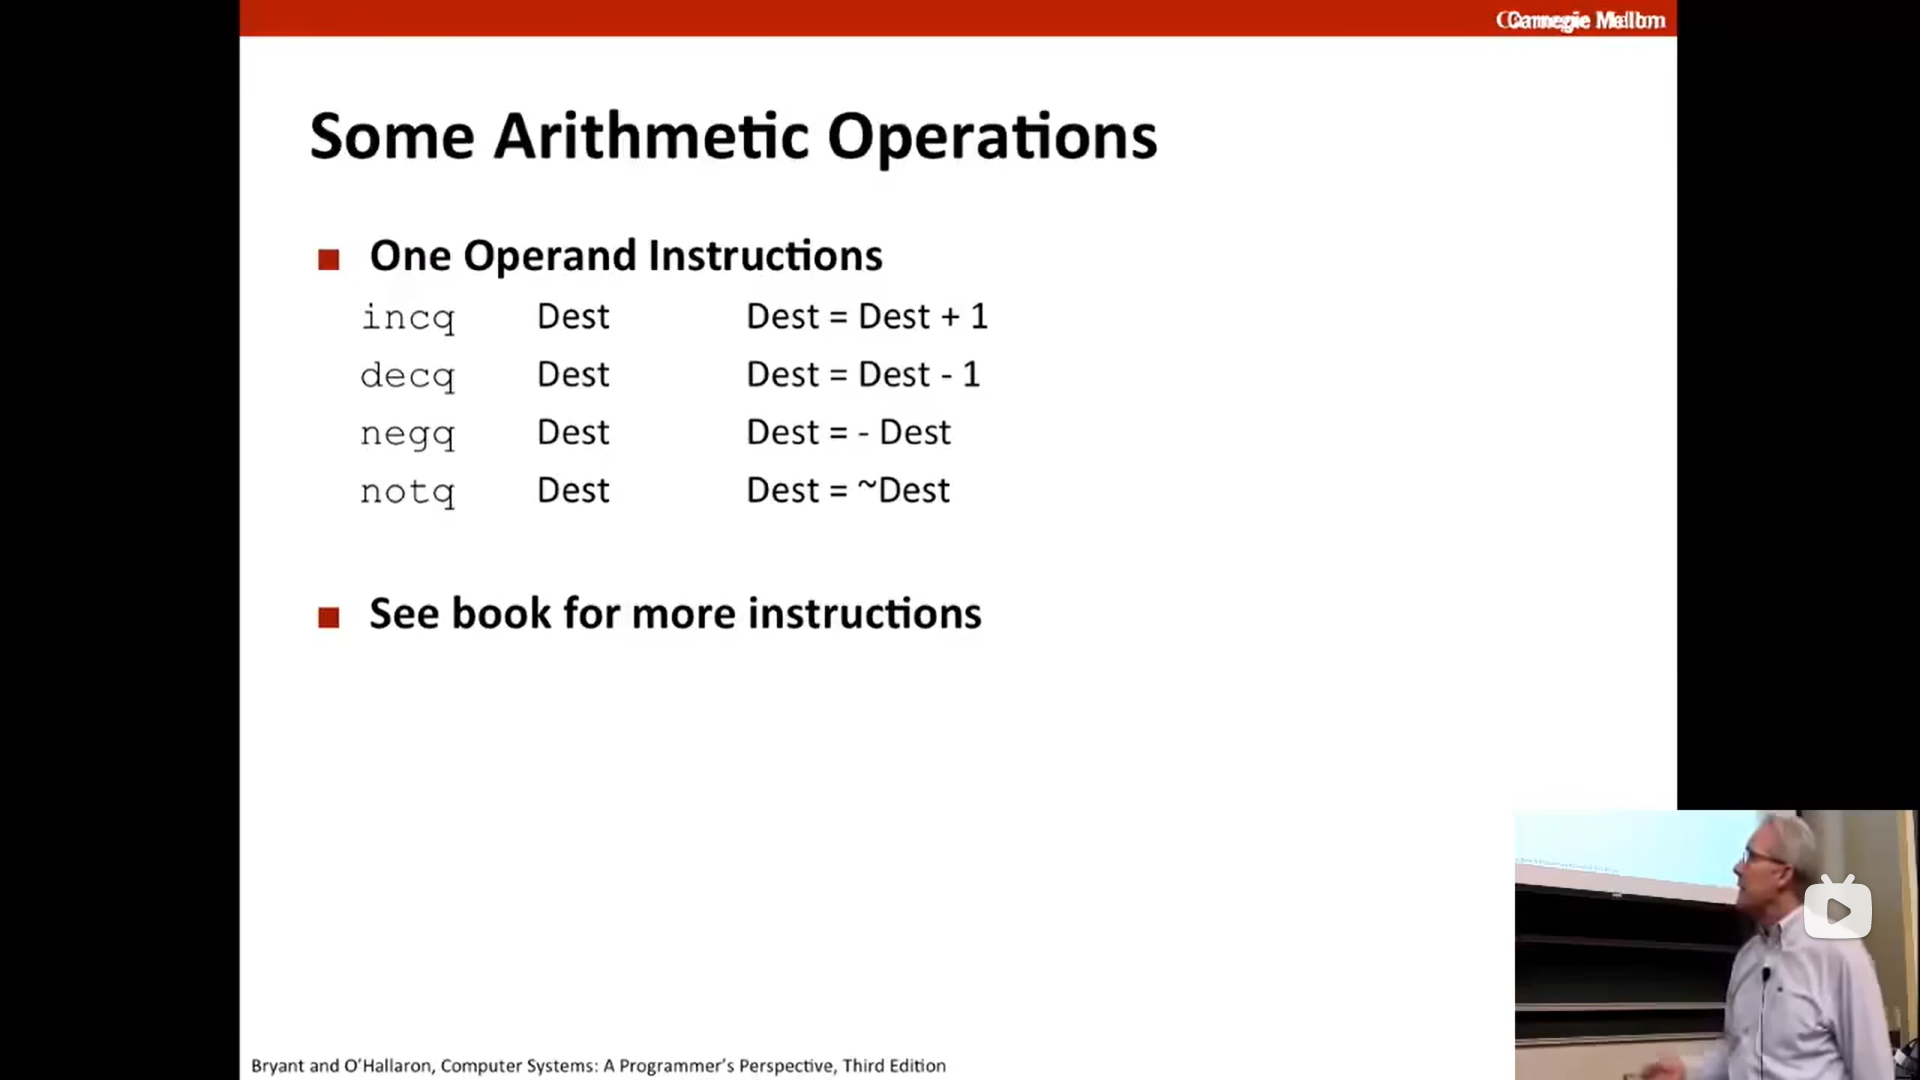 Carnegie Mellon
Some Arithmetic Operations
One Operand Instructions
incq Dest Dest = Dest + 1
decq Dest Dest = Dest - 1
negq Dest Dest = - Dest
notq Dest Dest = ~Dest
See book for more instructions
Bryant and O'Hallaron, Computer Systems: A Programmer's Perspective, Third Edition